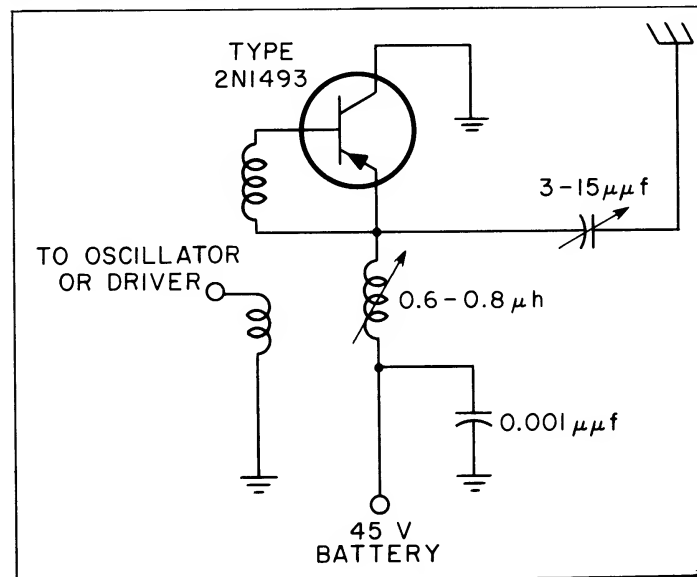 TYPE
2N1493
3-15μμf
TO OSCILLATOR
OR DRIVER
0.6-0.8μh
0.001μμf
45 V
BATTERY